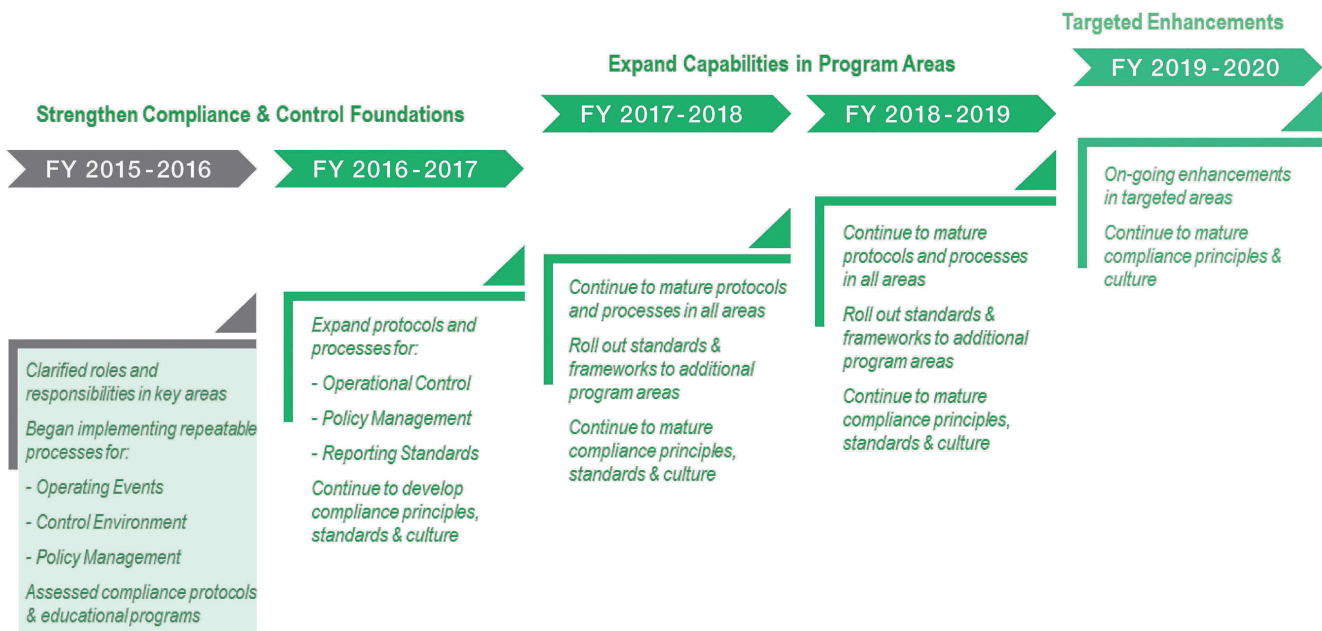 Strengthen Compliance & Control Foundations
FY 2015-2016
Clarified roles and
responsibilities in key areas
Began implementing repeatable
processes for:
- Operating Events
- Control Environment
- Policy Management
Assessed compliance protocols
& educational programs
FY 2016-2017
Expand protocols and
processes for:
- Operational Control
- Policy Management
- Reporting Standards
Continue to develop
compliance principles,
standards & culture
Expand Capabilities in Program Areas
FY 2017-2018
Continue to mature protocols
and processes in all areas
Roll out standards &
frameworks to additional
program areas
Continue to mature
compliance principles,
standards & culture
FY 2018-2019
Continue to mature
protocols and processes
in all areas
Roll out standards &
frameworks to additional
program areas
Continue to mature
compliance principles,
standards & culture
Targeted Enhancements
FY 2019-2020
On-going enhancements
in targeted areas
Continue to mature
compliance principles &
culture